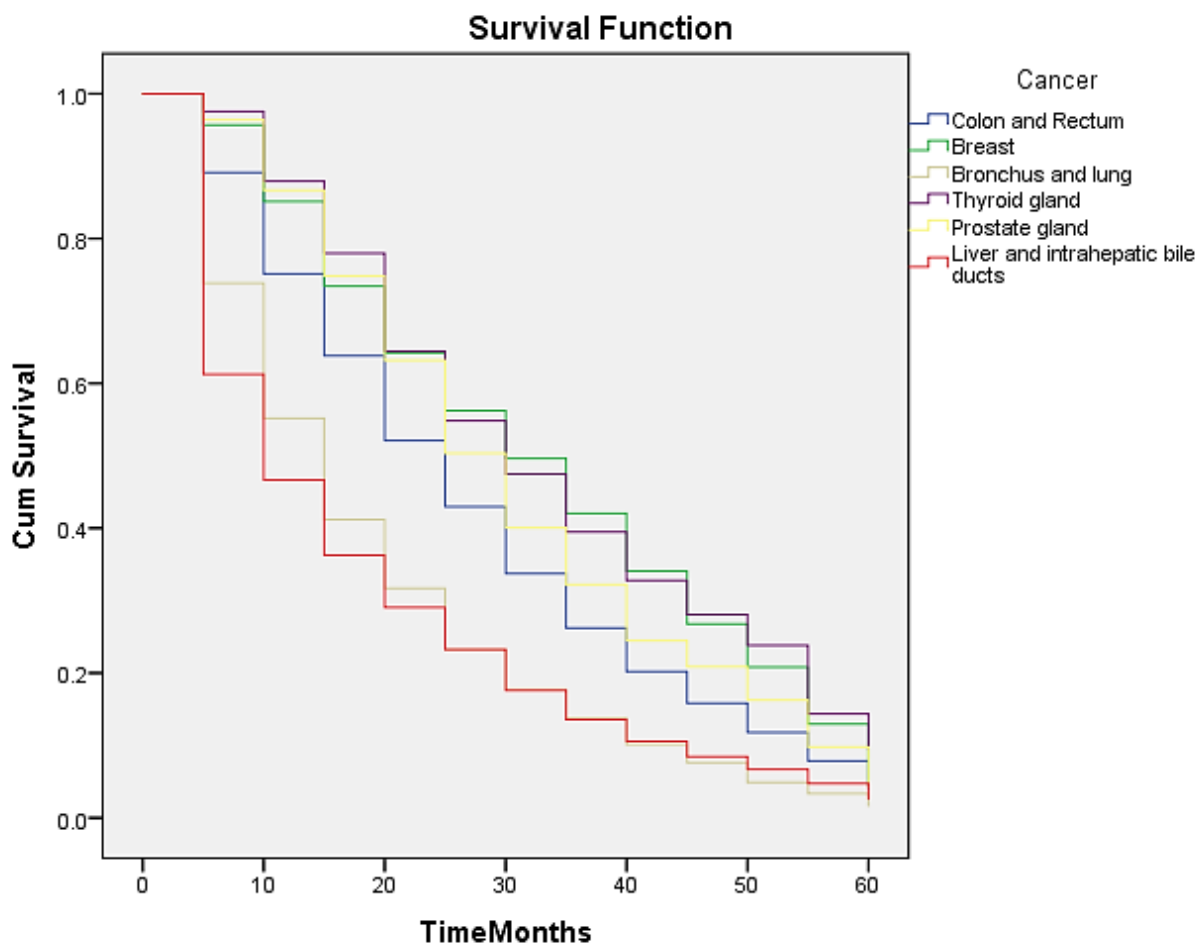 Survival Function
Cum Survival
1.0
0.8
0.6
0.4
0.2
0.0
0 10 20 30 40 50 60
TimeMonths
Cancer
Colon and Rectum
Breast
Bronchus and lung
Thyroid gland
Prostate gland
Liver and intrahepatic bile
ducts